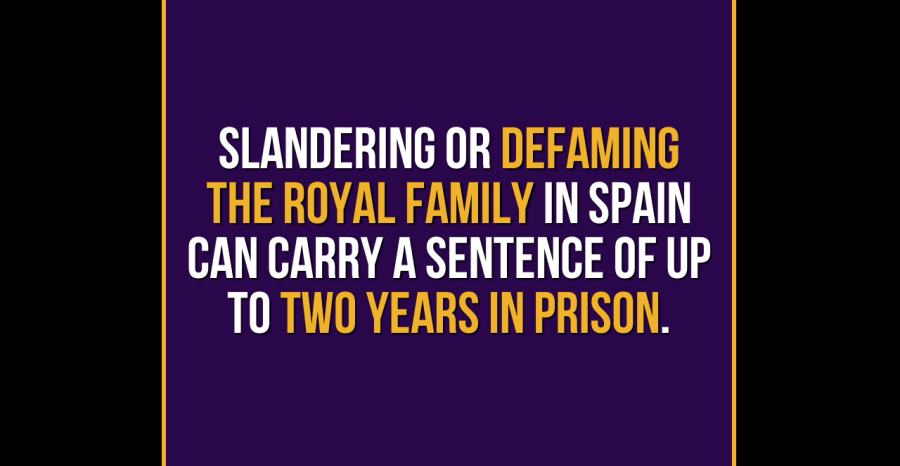 SLANDERING OR DEFAMING
THE ROYAL FAMILY IN SPAIN
CAN CARRY A SENTENCE OF UP
TO TWO YEARS IN PRISON.